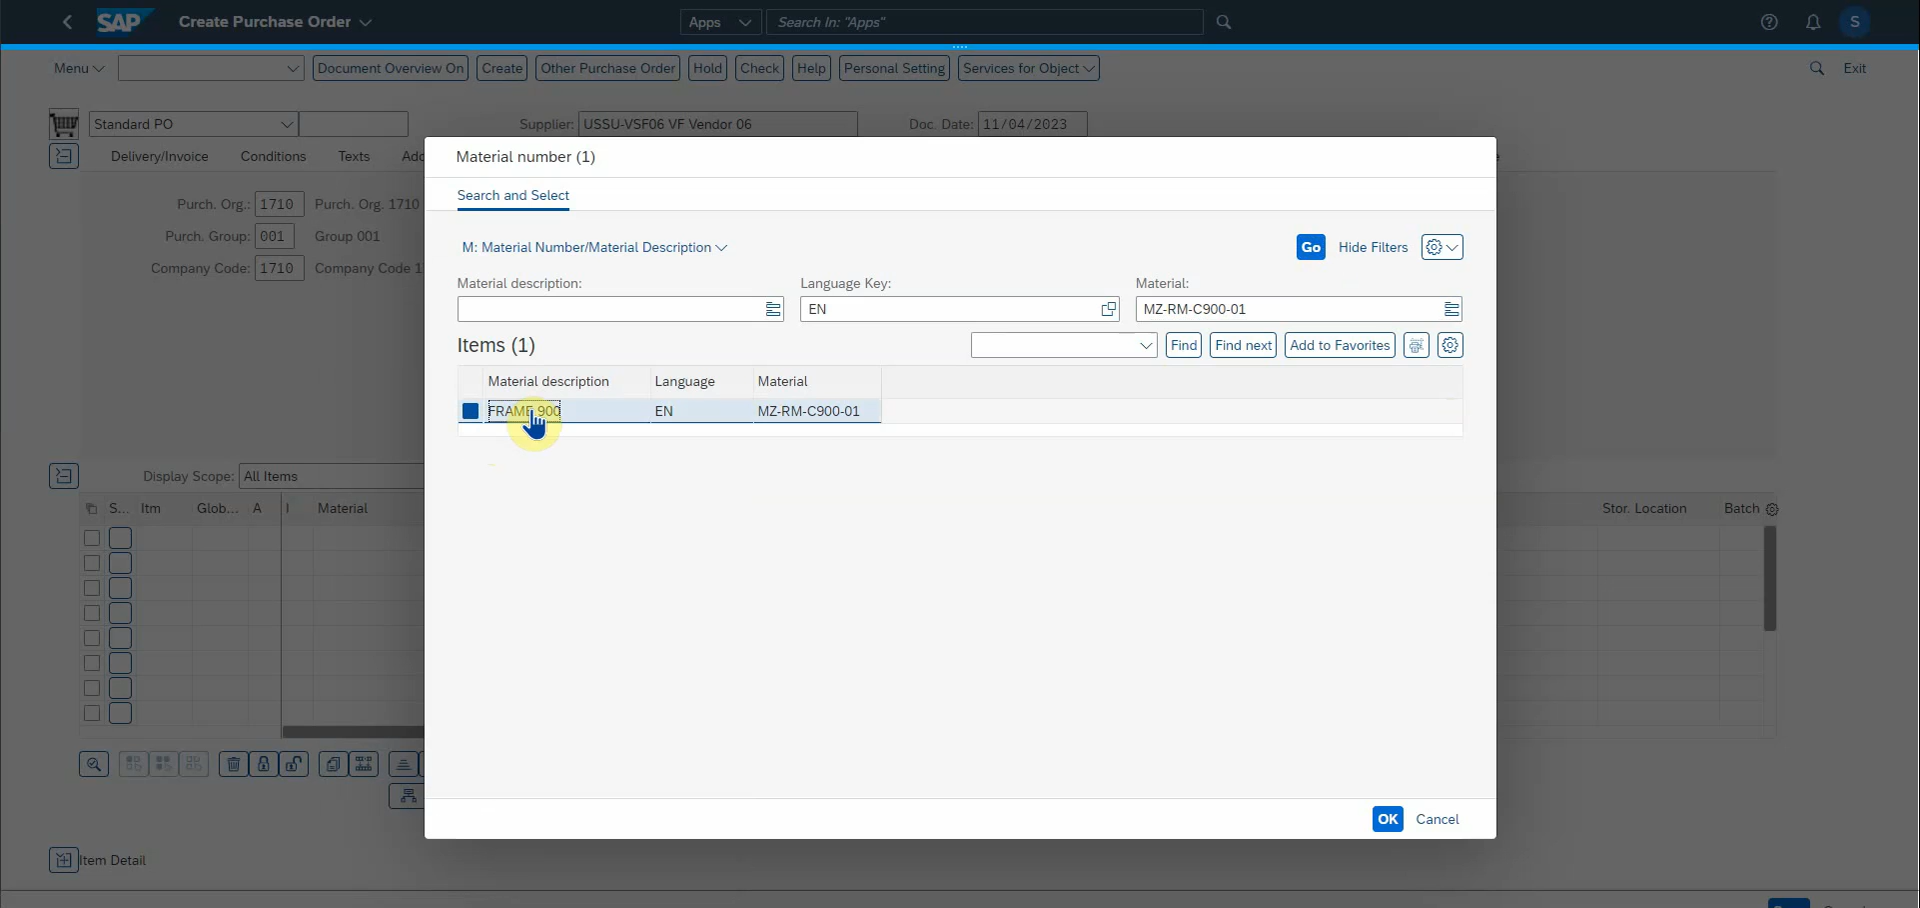 SAP Create Purchase Order Apps Search In: "Apps" S
Menu Document Overview On Create Other Purchase Order Hold Check Help Personal Setting Services for Object Exit
Standard PO Supplier: USSU-VSF06 VF Vendor 06 Doc. Date: 11/04/2023
Delivery/Invoice Conditions Texts
Purch. Org.: 1710 Purch. Org. 1710
Purch. Group: 001 Group 001
Company Code: 1710 Company Code
Material number (1)
Search and Select
M: Material Number/Material Description Go Hide Filters
Material description: Language Key: Material:
EN MZ-RM-C900-01
Items (1) Find Find next Add to Favorites
Material description Language Material
FRAME 900 EN MZ-RM-C900-01
Display Scope: All Items
S... Itm Glob... A I Material Stor. Location Batch
OK Cancel
Item Detail